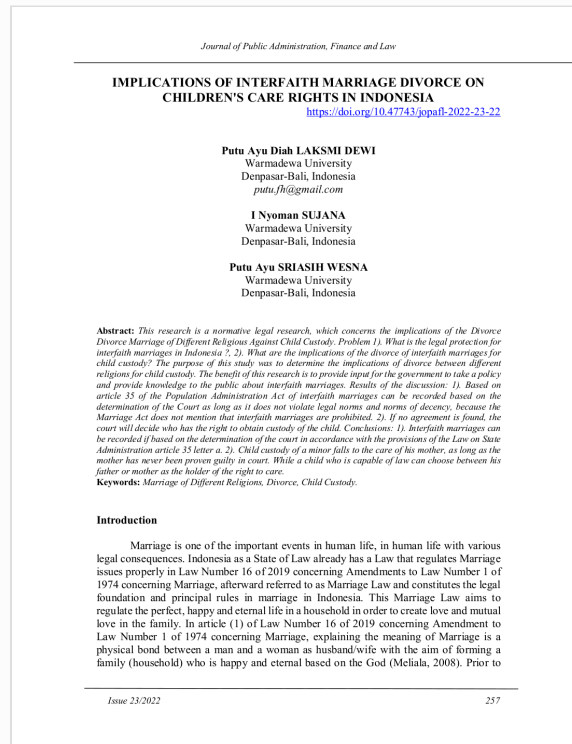 Journal of Public Administration, Finance and Law
IMPLICATIONS OF INTERFAITH MARRIAGE DIVORCE ON
CHILDREN'S CARE RIGHTS IN INDONESIA
https://doi.org/10.47743/jopafl-2022-23-22
Putu Ayu Diah LAKSMI DEWI
Warmadewa University
Denpasar-Bali, Indonesia
putu.fh@gmail.com
I Nyoman SUJANA
Warmadewa University
Denpasar-Bali, Indonesia
Putu Ayu SRIASIH WESNA
Warmadewa University
Denpasar-Bali, Indonesia
Abstract: This research is a normative legal research, which concerns the implications of the Divorce
Divorce Marriage of Different Religious Against Child Custody. Problem 1). What is the legal protection for
interfaith marriages in Indonesia ?, 2). What are the implications of the divorce of interfaith marriages for
child custody? The purpose of this study was to determine the implications of divorce between different
religions for child custody. The benefit of this research is to provide input for the government to take a policy
and provide knowledge to the public about interfaith marriages. Results of the discussion: 1). Based on
article 35 of the Population Administration Act of interfaith marriages can be recorded based on the
determination of the Court as long as it does not violate legal norms and norms of decency, because the
Marriage Act does not mention that interfaith marriages are prohibited. 2). If no agreement is found, the
court will decide who has the right to obtain custody of the child. Conclusions: 1). Interfaith marriages can
be recorded if based on the determination of the court in accordance with the provisions of the Law on State
Administration article 35 letter a. 2). Child custody of a minor falls to the care of his mother, as long as the
mother has never been proven guilty in court. While a child who is capable of law can choose between his
father or mother as the holder of the right to care.
Keywords: Marriage of Different Religions, Divorce, Child Custody.
Introduction
Marriage is one of the important events in human life, in human life with various
legal consequences. Indonesia as a State of Law already has a Law that regulates Marriage
issues properly in Law Number 16 of 2019 concerning Amendments to Law Number 1 of
1974 concerning Marriage, afterward referred to as Marriage Law and constitutes the legal
foundation and principal rules in marriage in Indonesia. This Marriage Law aims to
regulate the perfect, happy and eternal life in a household in order to create love and mutual
love in the family. In article (1) of Law Number 16 of 2019 concerning Amendment to
Law Number 1 of 1974 concerning Marriage, explaining the meaning of Marriage is a
physical bond between a man and a woman as husband/wife with the aim of forming a
family (household) who is happy and eternal based on the God (Meliala, 2008). Prior to
Issue 23/2022
257